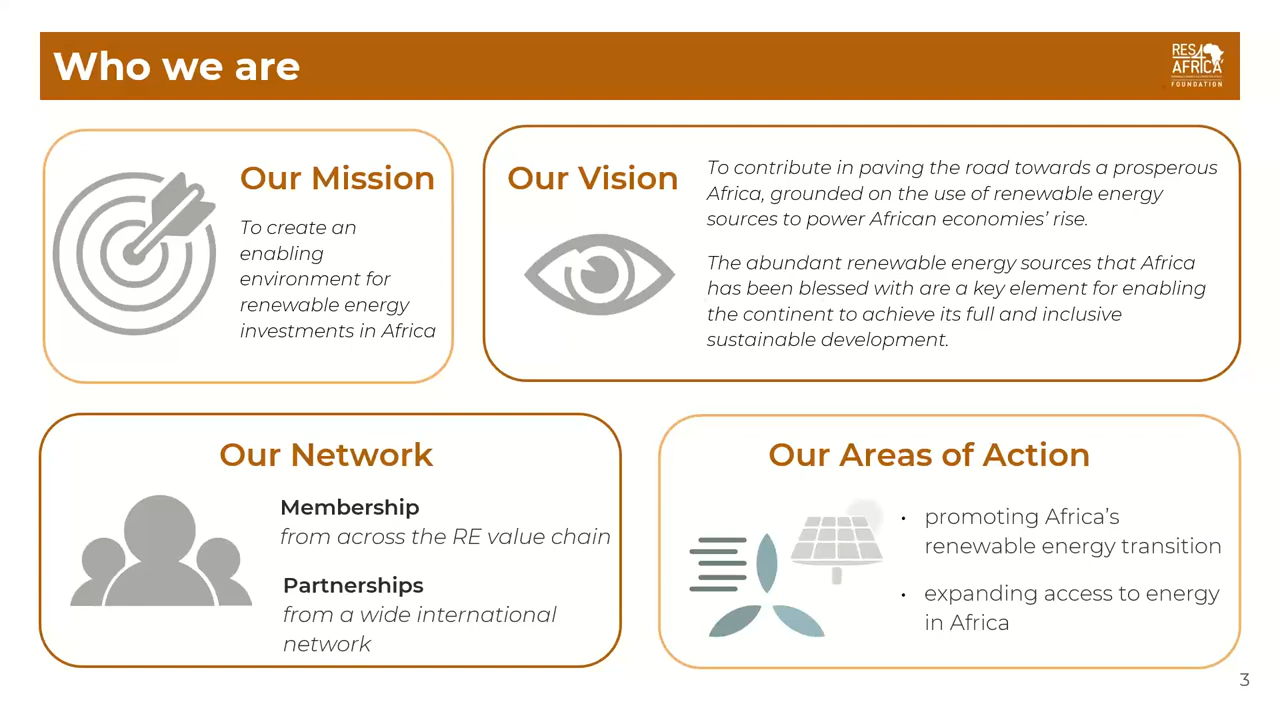 Who we are
RES4
AFRICA
FOUNDATION
Our Mission
To create an
enabling
environment for
renewable energy
investments in Africa
Our Vision
To contribute in paving the road towards a prosperous
Africa, grounded on the use of renewable energy
sources to power African economies’ rise.
The abundant renewable energy sources that Africa
has been blessed with are a key element for enabling
the continent to achieve its full and inclusive
sustainable development.
Our Network
Membership
from across the RE value chain
Partnerships
from a wide international
network
Our Areas of Action
• promoting Africa’s
renewable energy transition
• expanding access to energy
in Africa
3